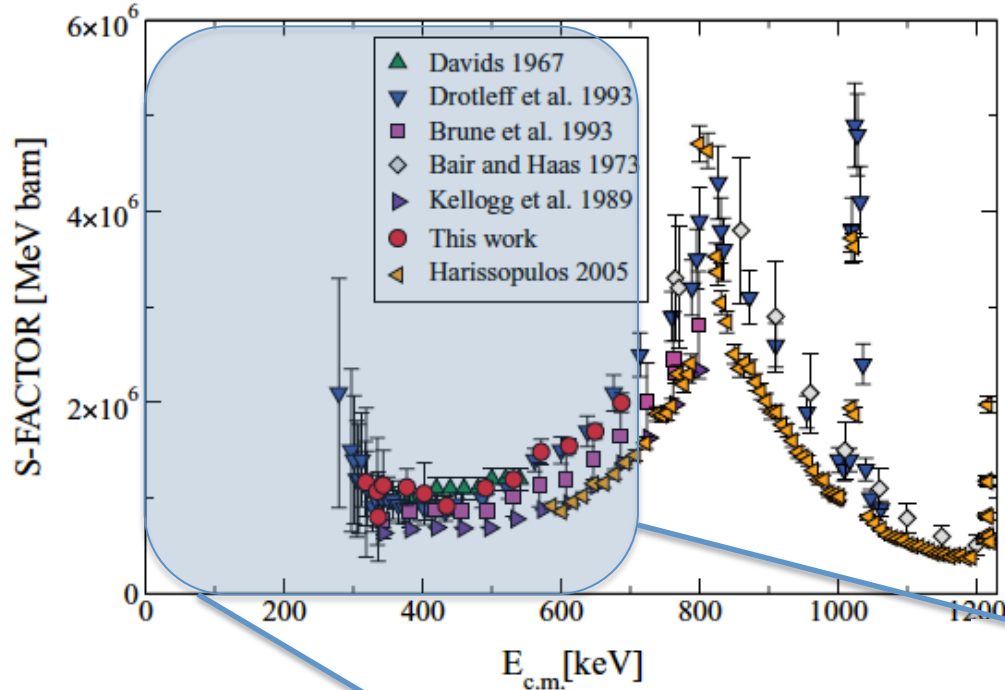 6×10⁶
4×10⁶
2×10⁶
0
S-FACTOR [MeV barn]
Davids 1967
Drotleff et al. 1993
Brune et al. 1993
Bair and Haas 1973
Kellogg et al. 1989
This work
Harissopulos 2005
0 200 400 600 800 1000 1200
E_c.m.[keV]